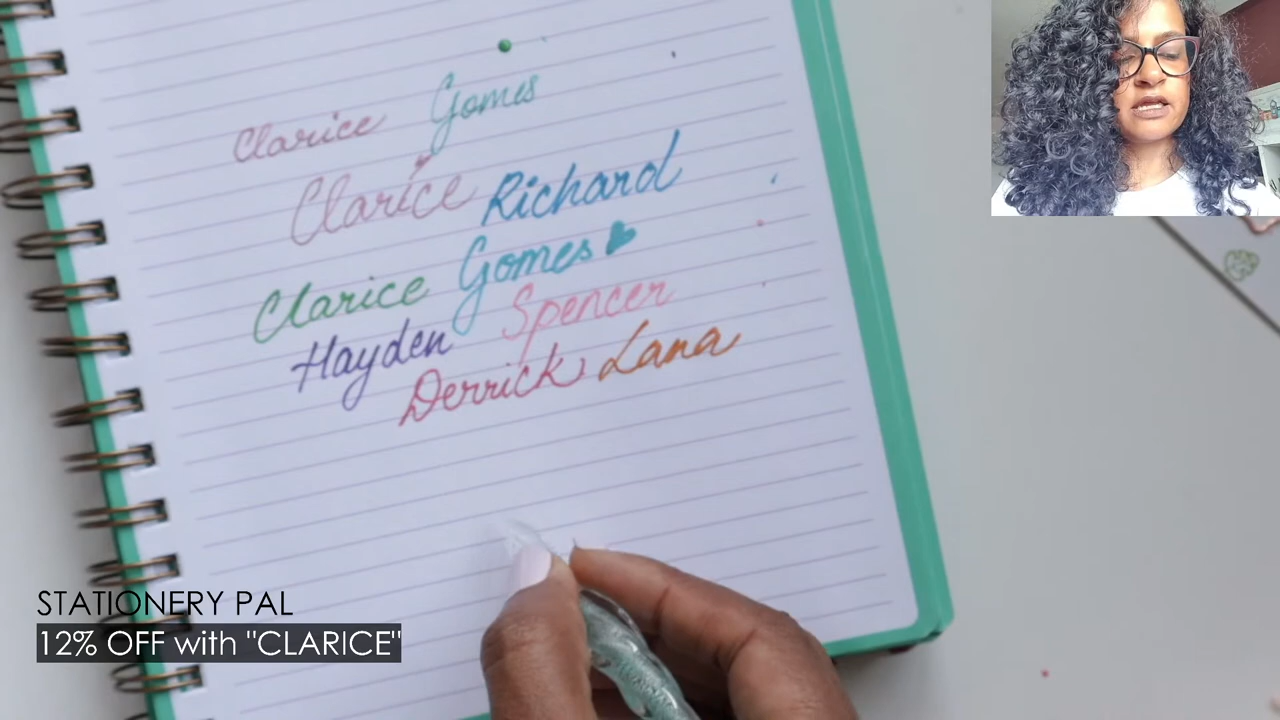 Clarice Gomes
Clarice Richard
Clarice Gomes
Hayden Spencer
Derrick Lana
STATIONERY PAL
12% OFF with "CLARICE"